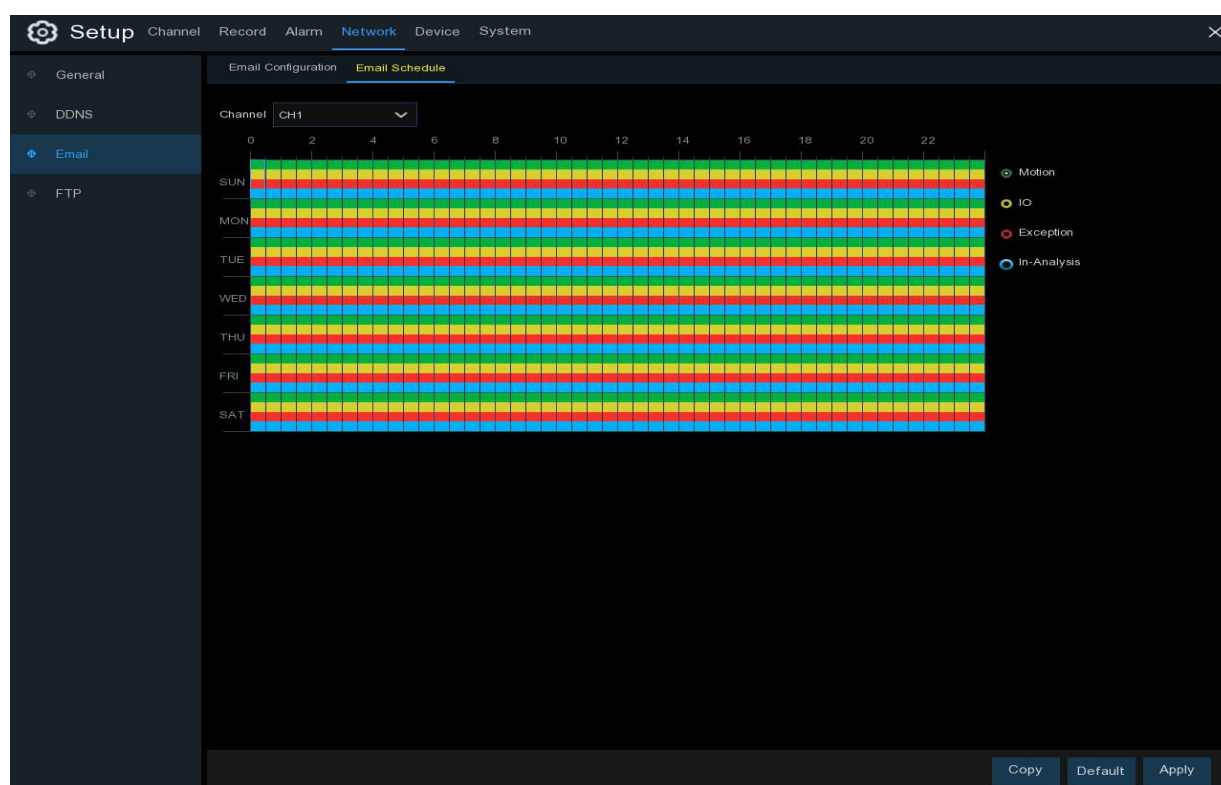 Setup Channel Record Alarm Network Device System
General
DDNS
Email
FTP
Email Configuration Email Schedule
Channel CH1
0 2 4 6 8 10 12 14 16 18 20 22
SUN
MON
TUE
WED
THU
FRI
SAT
Motion
IO
Exception
In-Analysis
Copy Default Apply